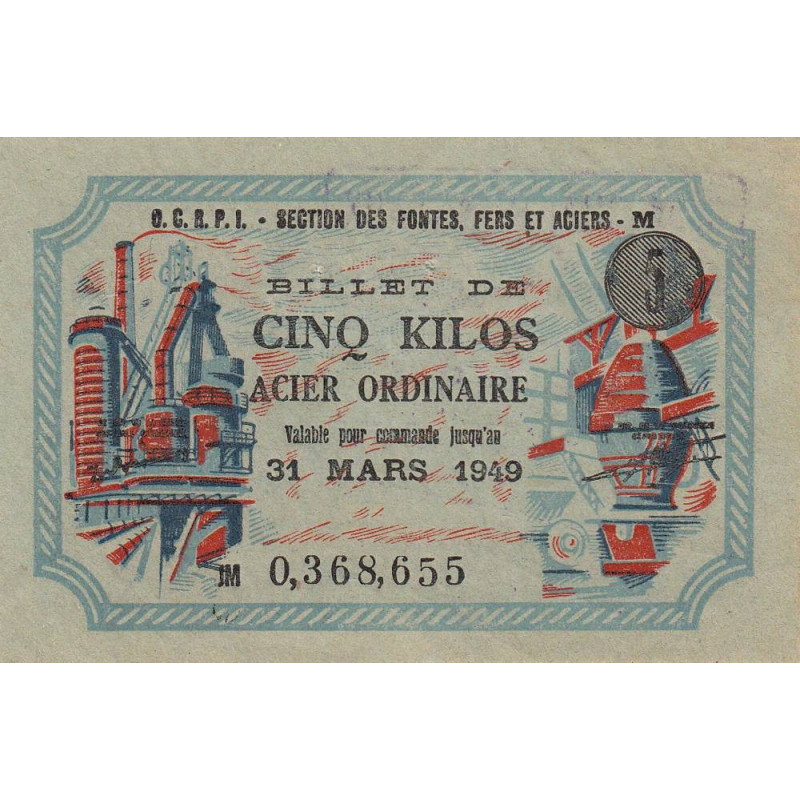 O.C.R.P.I. - SECTION DES FONTES, FERS ET ACIERS - M
5
BILLET DE
CINQ KILOS
ACIER ORDINAIRE
Valable pour commande jusqu'au
31 MARS 1949
JM 0,368,655